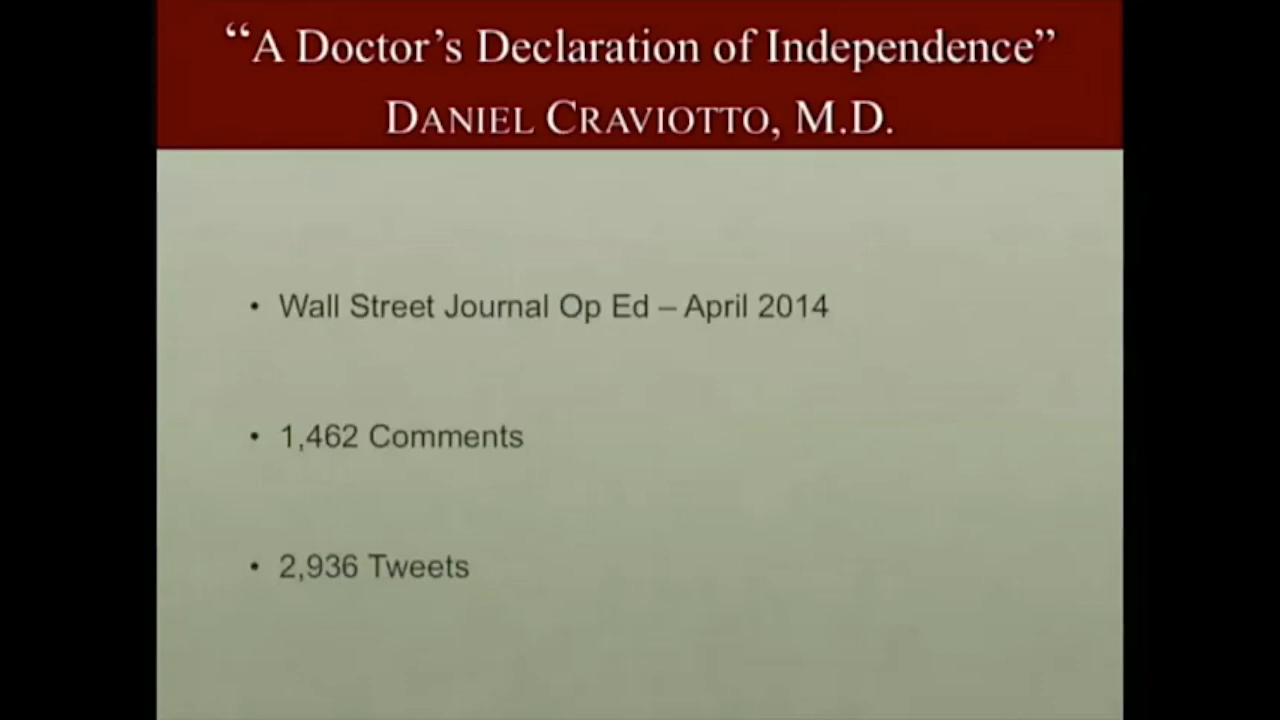 “A Doctor’s Declaration of Independence”
DANIEL CRAVIOTTO, M.D.
• Wall Street Journal Op Ed – April 2014
• 1,462 Comments
• 2,936 Tweets